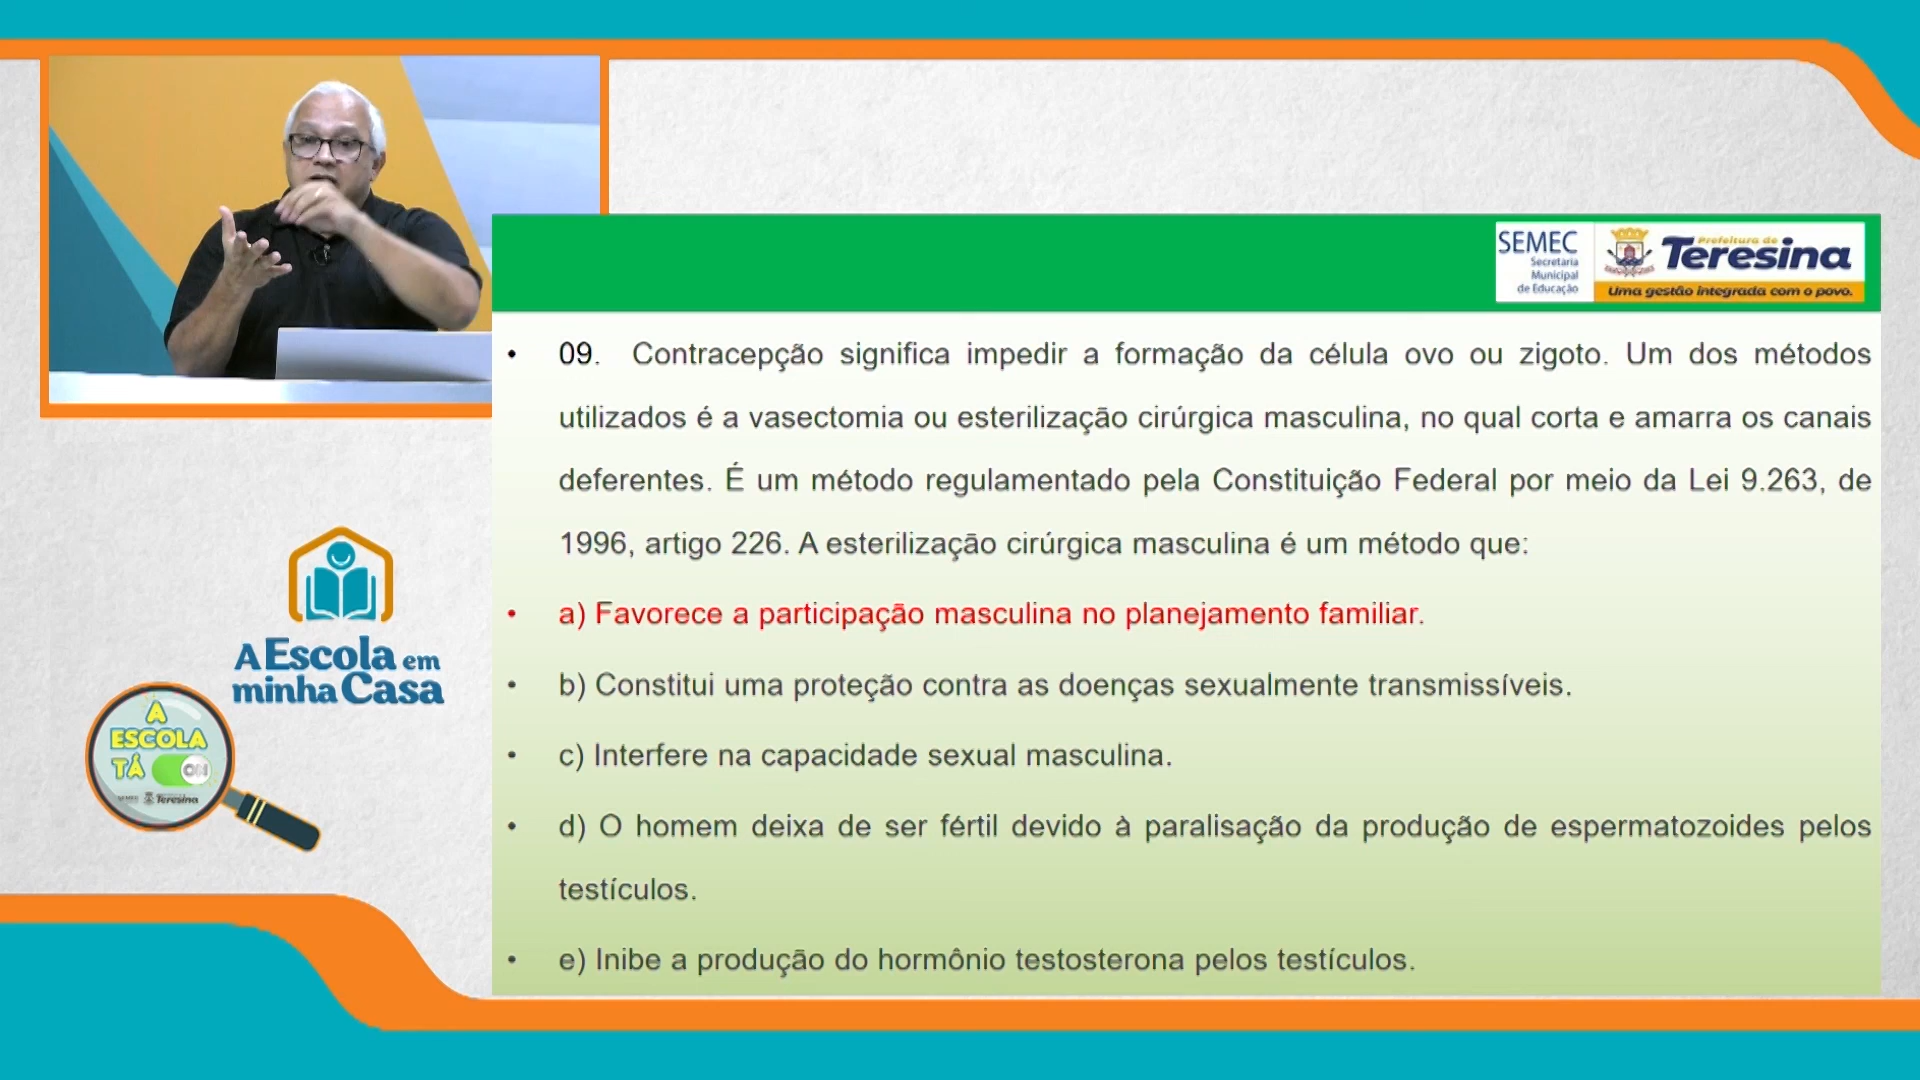 SEMEC
Secretaria
Municipal
de Educação
Prefeitura de
Teresina
Uma gestão integrada com o povo.
• 09. Contracepção significa impedir a formação da célula ovo ou zigoto. Um dos métodos
utilizados é a vasectomia ou esterilização cirúrgica masculina, no qual corta e amarra os canais
deferentes. É um método regulamentado pela Constituição Federal por meio da Lei 9.263, de
1996, artigo 226. A esterilização cirúrgica masculina é um método que:
• a) Favorece a participação masculina no planejamento familiar.
• b) Constitui uma proteção contra as doenças sexualmente transmissíveis.
• c) Interfere na capacidade sexual masculina.
• d) O homem deixa de ser fértil devido à paralisação da produção de espermatozoides pelos
testículos.
• e) Inibe a produção do hormônio testosterona pelos testículos.
A Escola em
minha Casa
A
ESCOLA
TÁ ON
SEMEC Teresina